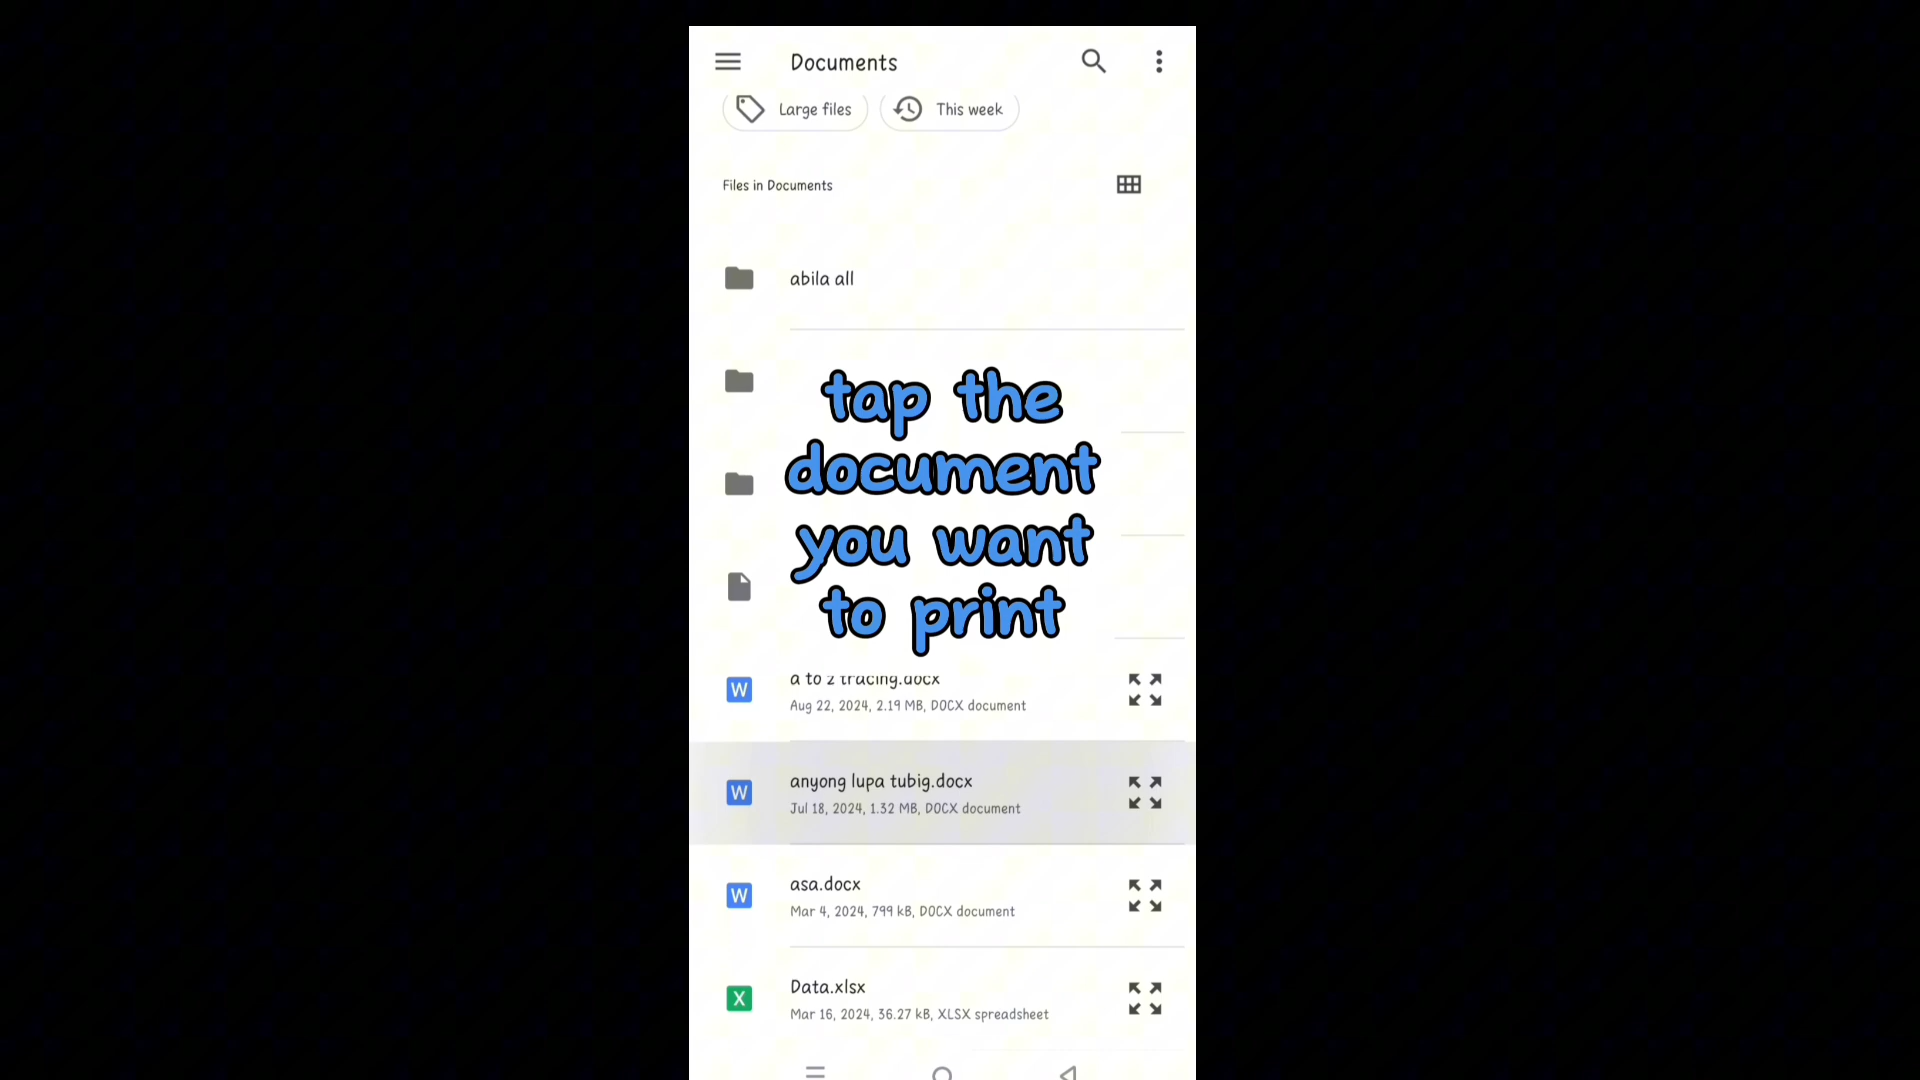 Documents
Large files
This week
Files in Documents
abila all
tap the
document
you want
to print
a to z tracing.docx
Aug 22, 2024, 2.19 MB, DOCX document
anyong lupa tubig.docx
Jul 18, 2024, 1.32 MB, DOCX document
asa.docx
Mar 4, 2024, 799 kB, DOCX document
Data.xlsx
Mar 16, 2024, 36.27 kB, XLSX spreadsheet